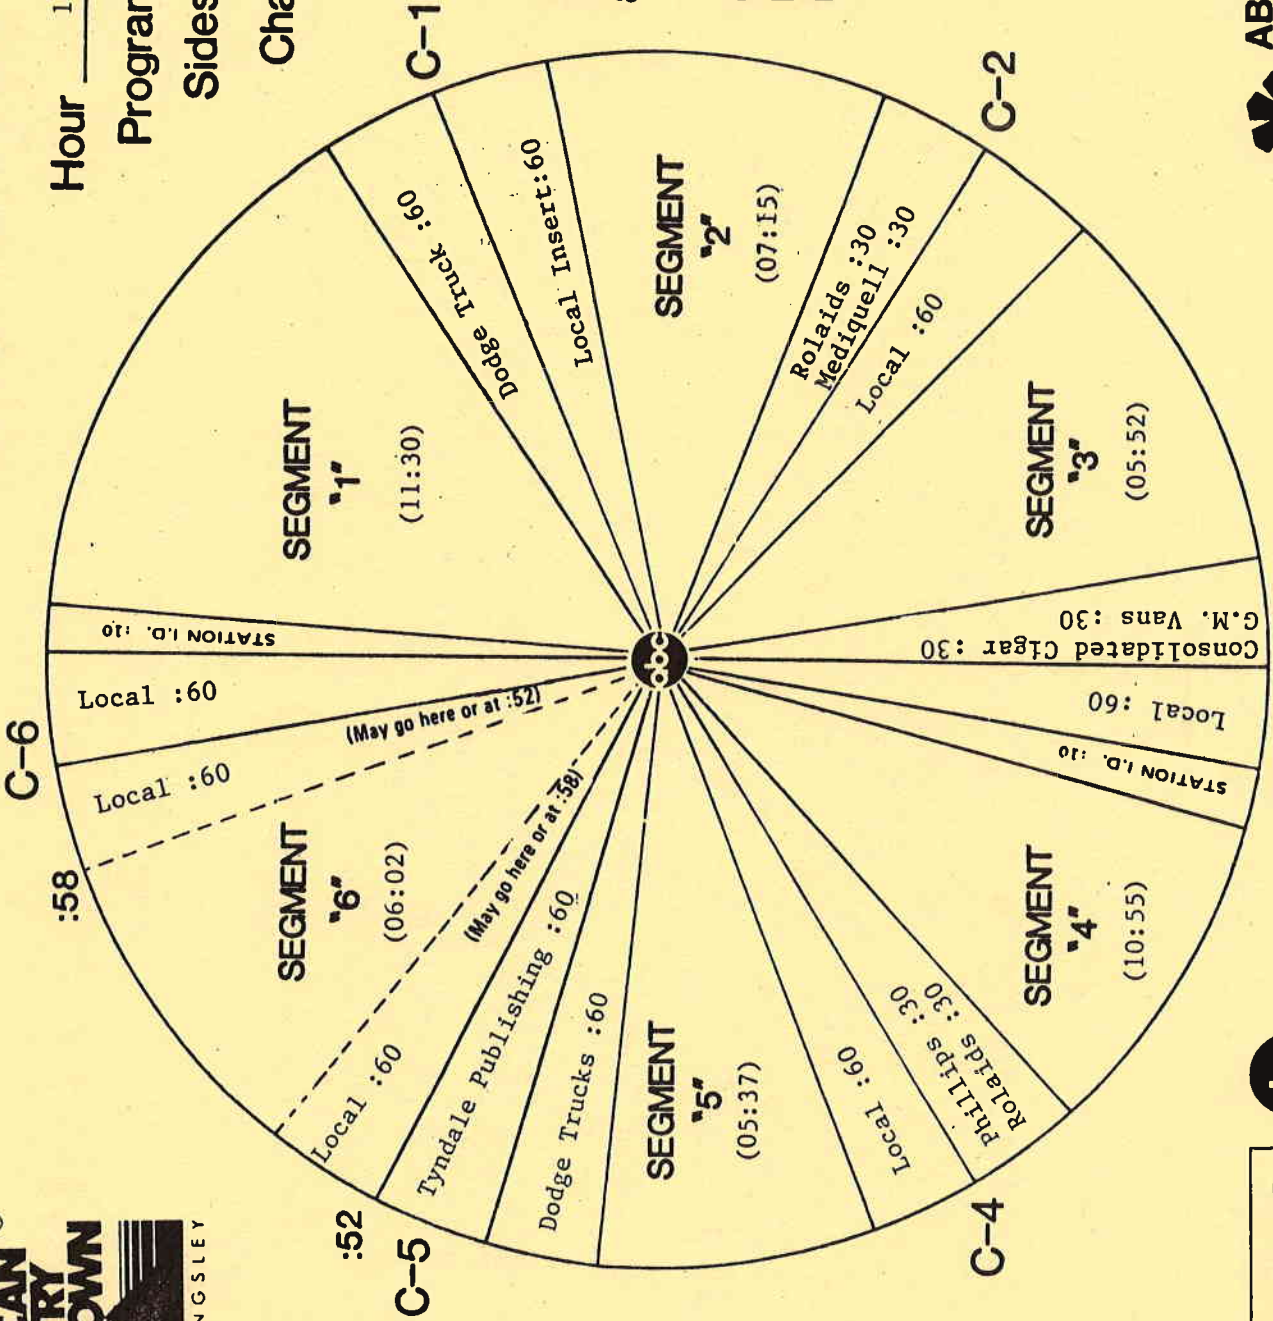 Hour 1
Program
Sides
Cha
C-1
C-2
AB
SEGMENT
"1"
(11:30)
Dodge Truck :60
Local Insert:60
SEGMENT
"2"
(07:15)
Rolaids :30
Mediquell :30
Local :60
SEGMENT
"3"
(05:52)
G.M. Vans :30
Consolidated Cigar :30
Local :60
STATION I.D. :10
SEGMENT
"4"
(10:55)
Rolaids :30
Phillips :30
C-4
Local :60
SEGMENT
"5"
(05:37)
Dodge Trucks :60
Tyndale Publishing :60
C-5
:52
Local :60
(May go here or at :58)
SEGMENT
"6"
(06:02)
:58
Local :60
(May go here or at :52)
C-6
Local :60
STATION I.D. :10
abc
OWN
NGSLEY